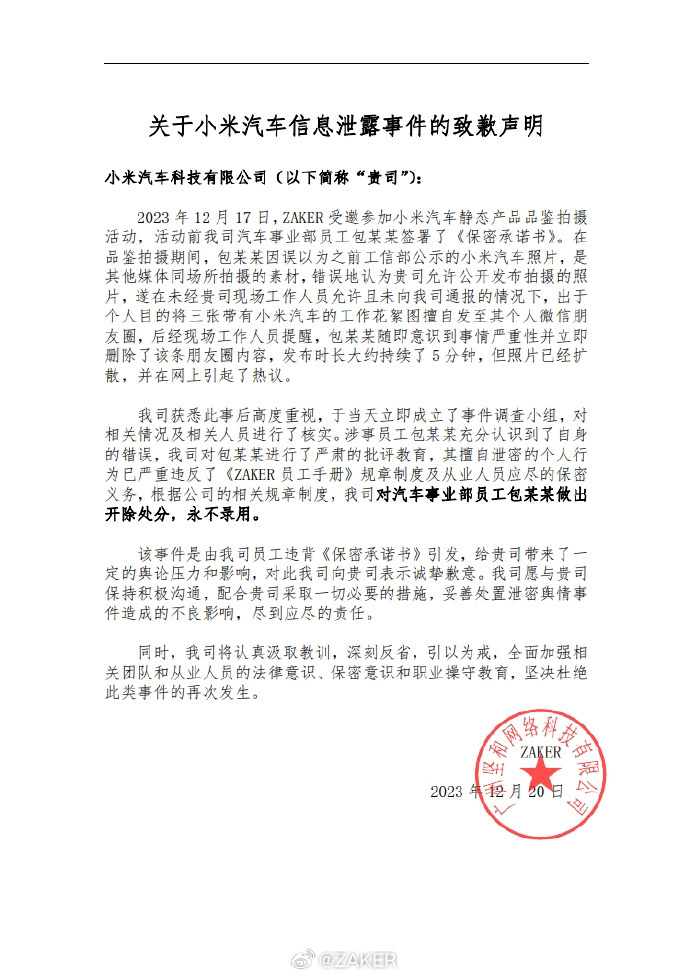 关于小米汽车信息泄露事件的致歉声明
小米汽车科技有限公司（以下简称“贵司”）：
2023 年 12 月 17 日，ZAKER 受邀参加小米汽车静态产品品鉴拍摄
活动，活动前我司汽车事业部员工包某某签署了《保密承诺书》。在
品鉴拍摄期间，包某某因误以为之前工信部公示的小米汽车照片，是
其他媒体同场所拍摄的素材，错误地认为贵司允许公开发布拍摄的照
片，遂在未经贵司现场工作人员允许且未向我司通报的情况下，出于
个人目的将三张带有小米汽车的工作花絮图擅自发至其个人微信朋
友圈，后经现场工作人员提醒，包某某随即意识到事情严重性并立即
删除了该条朋友圈内容，发布时长大约持续了 5 分钟，但照片已经扩
散，并在网上引起了热议。
我司获悉此事后高度重视，于当天立即成立了事件调查小组，对
相关情况及相关人员进行了核实。涉事员工包某某充分认识到了自身
的错误，我司对包某某进行了严肃的批评教育，其擅自泄密的个人行
为已严重违反了《ZAKER 员工手册》规章制度及从业人员应尽的保密
义务，根据公司的相关规章制度，我司对汽车事业部员工包某某做出
开除处分，永不录用。
该事件是由我司员工违背《保密承诺书》引发，给贵司带来了一
定的舆论压力和影响，对此我司向贵司表示诚挚歉意。我司愿与贵司
保持积极沟通，配合贵司采取一切必要的措施，妥善处置泄密舆情事
件造成的不良影响，尽到应尽的责任。
同时，我司将认真汲取教训，深刻反省，引以为戒，全面加强相
关团队和从业人员的法律意识、保密意识和职业操守教育，坚决杜绝
此类事件的再次发生。
广州坚和网络科技有限公司
ZAKER
2023 年 12 月 20 日
@ZAKER